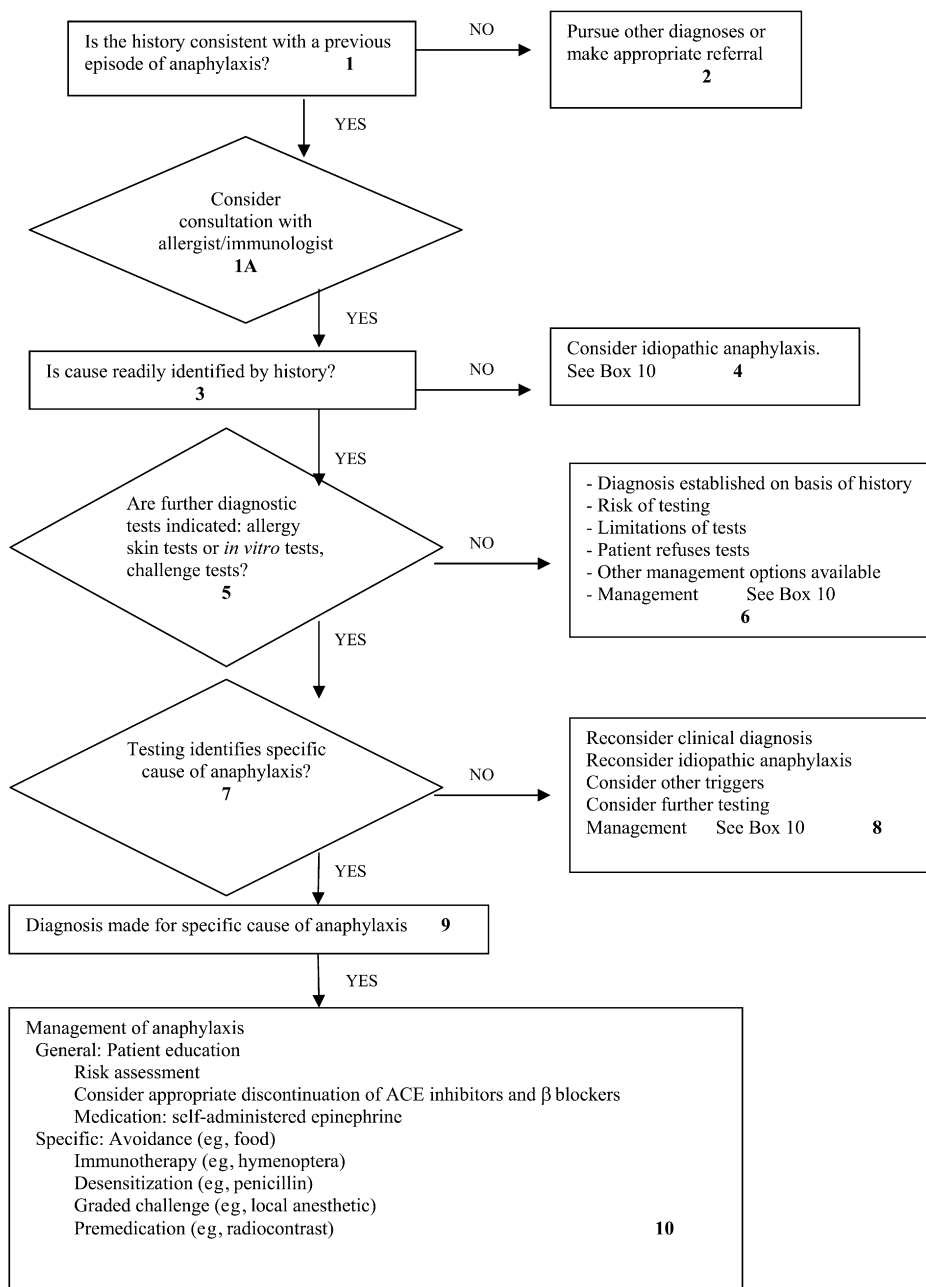 Is the history consistent with a previous
episode of anaphylaxis? 1
NO
Pursue other diagnoses or
make appropriate referral
2
YES
Consider
consultation with
allergist/immunologist
1A
YES
Is cause readily identified by history?
3
NO
Consider idiopathic anaphylaxis.
See Box 10 4
YES
Are further diagnostic
tests indicated: allergy
skin tests or in vitro tests,
challenge tests?
5
NO
- Diagnosis established on basis of history
- Risk of testing
- Limitations of tests
- Patient refuses tests
- Other management options available
- Management See Box 10
6
YES
Testing identifies specific
cause of anaphylaxis?
7
NO
Reconsider clinical diagnosis
Reconsider idiopathic anaphylaxis
Consider other triggers
Consider further testing
Management See Box 10 8
YES
Diagnosis made for specific cause of anaphylaxis 9
YES
Management of anaphylaxis
General: Patient education
Risk assessment
Consider appropriate discontinuation of ACE inhibitors and β blockers
Medication: self-administered epinephrine
Specific: Avoidance (eg, food)
Immunotherapy (eg, hymenoptera)
Desensitization (eg, penicillin)
Graded challenge (eg, local anesthetic)
Premedication (eg, radiocontrast) 10